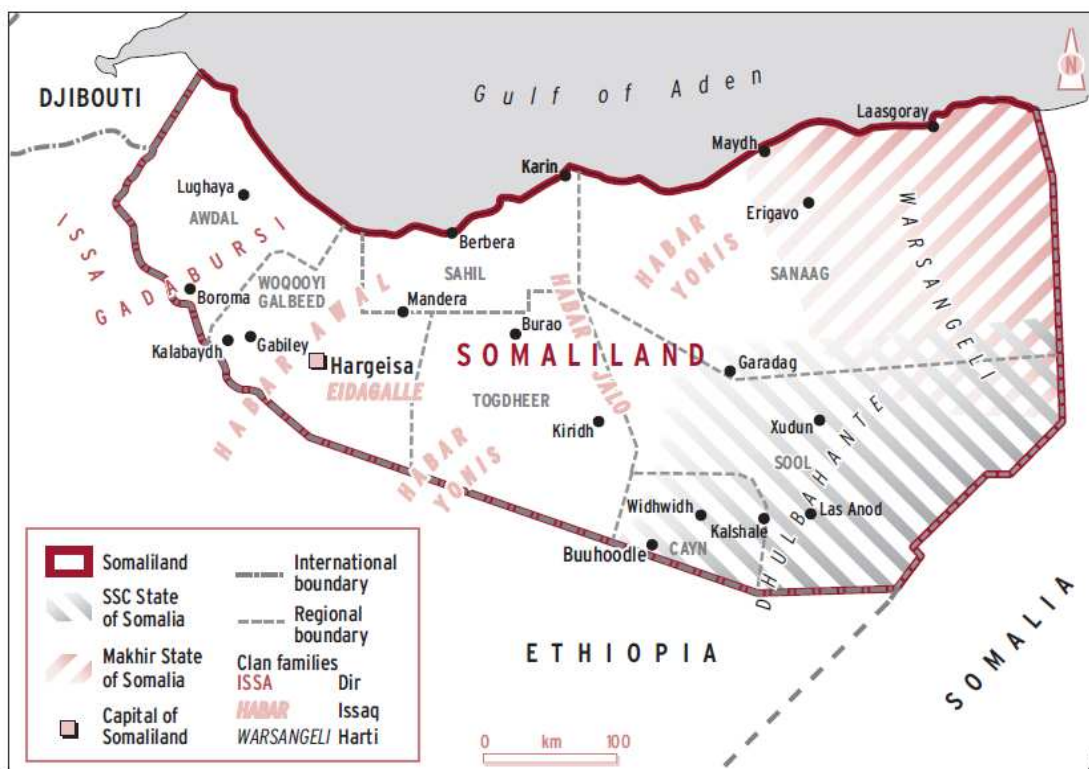 Gulf of Aden
N
DJIBOUTI
Laasgoray
Maydh
Karin
Lughaya
AWDAL
Erigavo
ISSA
GADABURSI
WARSANGELI
HABAR
YONIS
Berbera
SAHIL
SANAAG
WOQOOYI
GALBEED
Boroma
Mandera
HABAR JALO
Burao
HABAR AWAL
Kalabaydh
Gabiley
Hargeisa
EIDAGALLE
SOMALILAND
Garadag
TOGDHEER
Kiridh
Xudun
SOOL
HABAR
YONIS
DHULBAHANTE
Widhwidh
Kalshale
Las Anod
Buuhoodle
CAYN
ETHIOPIA
SOMALIA
Somaliland
SSC State
of Somalia
Makhir State
of Somalia
Capital of
Somaliland
International
boundary
Regional
boundary
Clan families
ISSA Dir
HABAR Issaq
WARSANGELI Harti
0 km 100